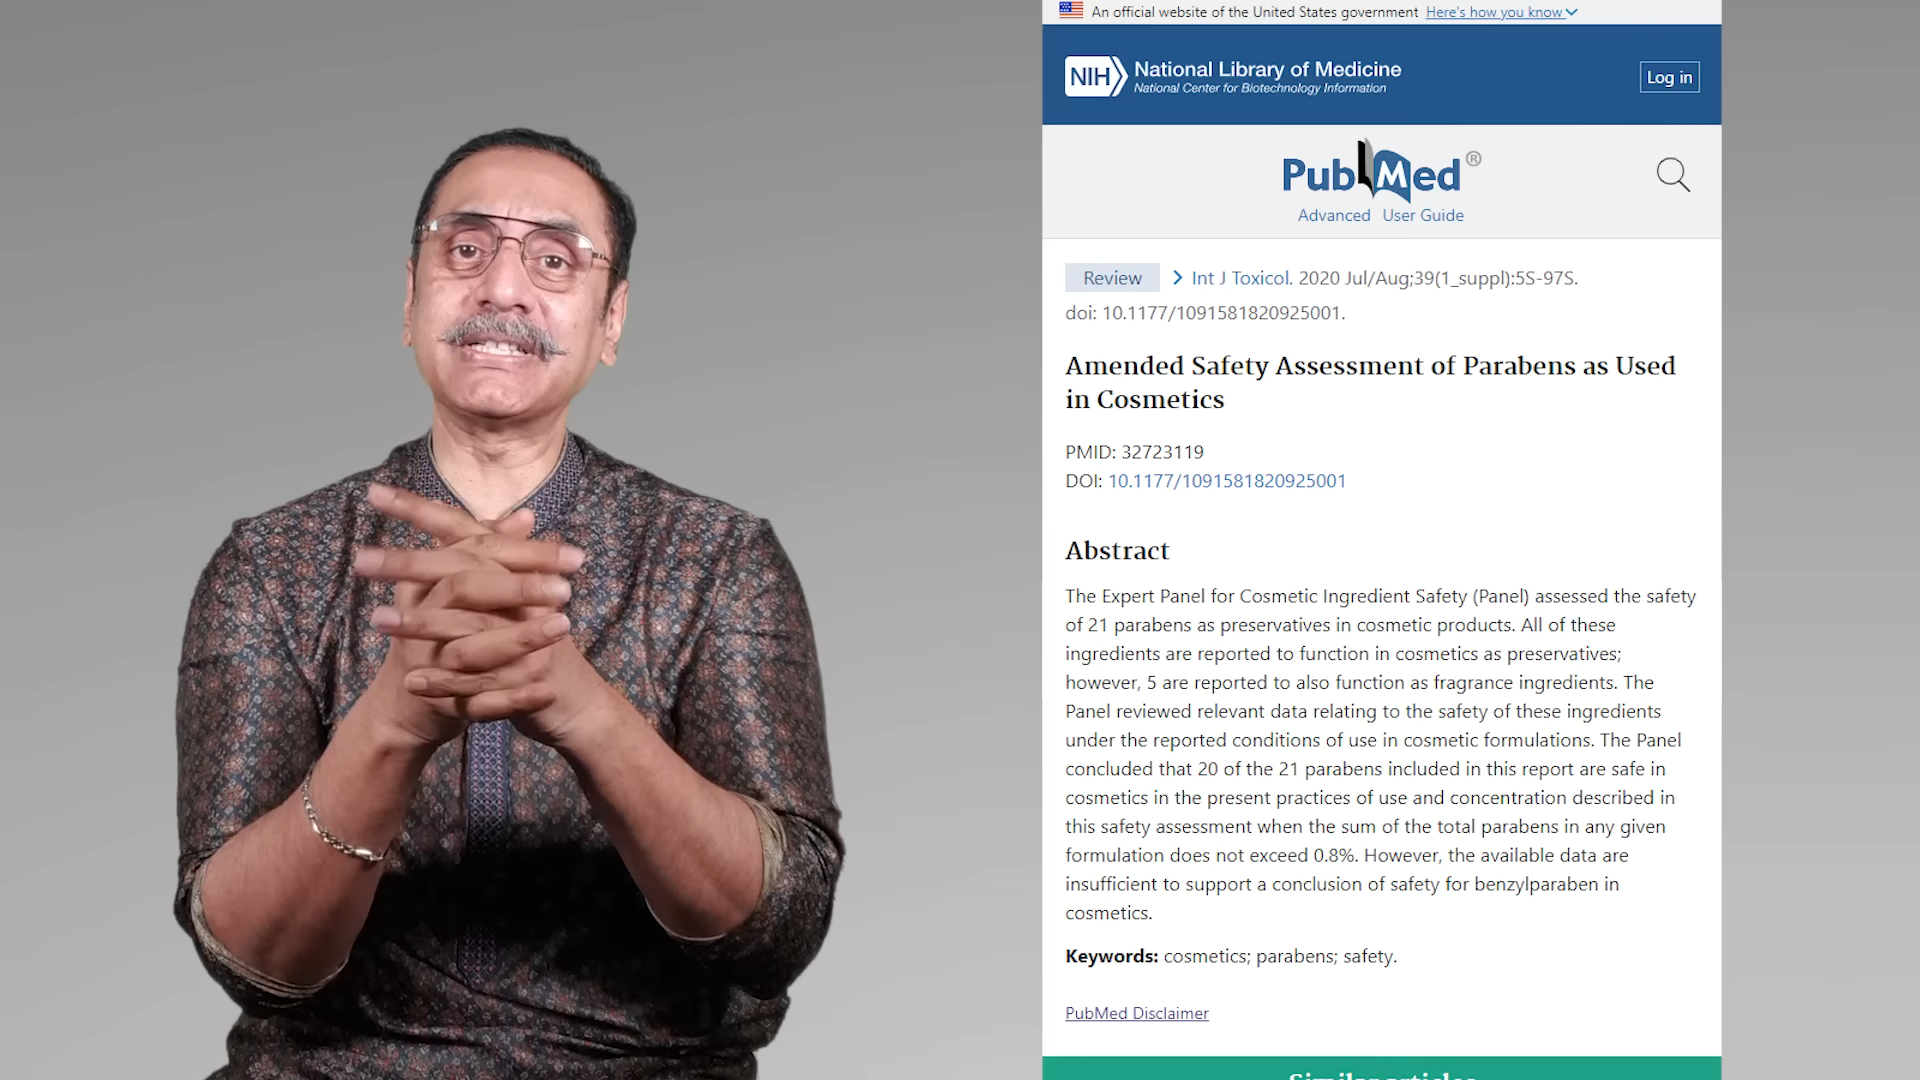 An official website of the United States government Here's how you know
NIH National Library of Medicine
National Center for Biotechnology Information
Log in
PubMed®
Advanced User Guide
Review Int J Toxicol. 2020 Jul/Aug;39(1_suppl):5S-97S.
doi: 10.1177/1091581820925001.
Amended Safety Assessment of Parabens as Used
in Cosmetics
PMID: 32723119
DOI: 10.1177/1091581820925001
Abstract
The Expert Panel for Cosmetic Ingredient Safety (Panel) assessed the safety
of 21 parabens as preservatives in cosmetic products. All of these
ingredients are reported to function in cosmetics as preservatives;
however, 5 are reported to also function as fragrance ingredients. The
Panel reviewed relevant data relating to the safety of these ingredients
under the reported conditions of use in cosmetic formulations. The Panel
concluded that 20 of the 21 parabens included in this report are safe in
cosmetics in the present practices of use and concentration described in
this safety assessment when the sum of the total parabens in any given
formulation does not exceed 0.8%. However, the available data are
insufficient to support a conclusion of safety for benzylparaben in
cosmetics.
Keywords: cosmetics; parabens; safety.
PubMed Disclaimer
Similar articles